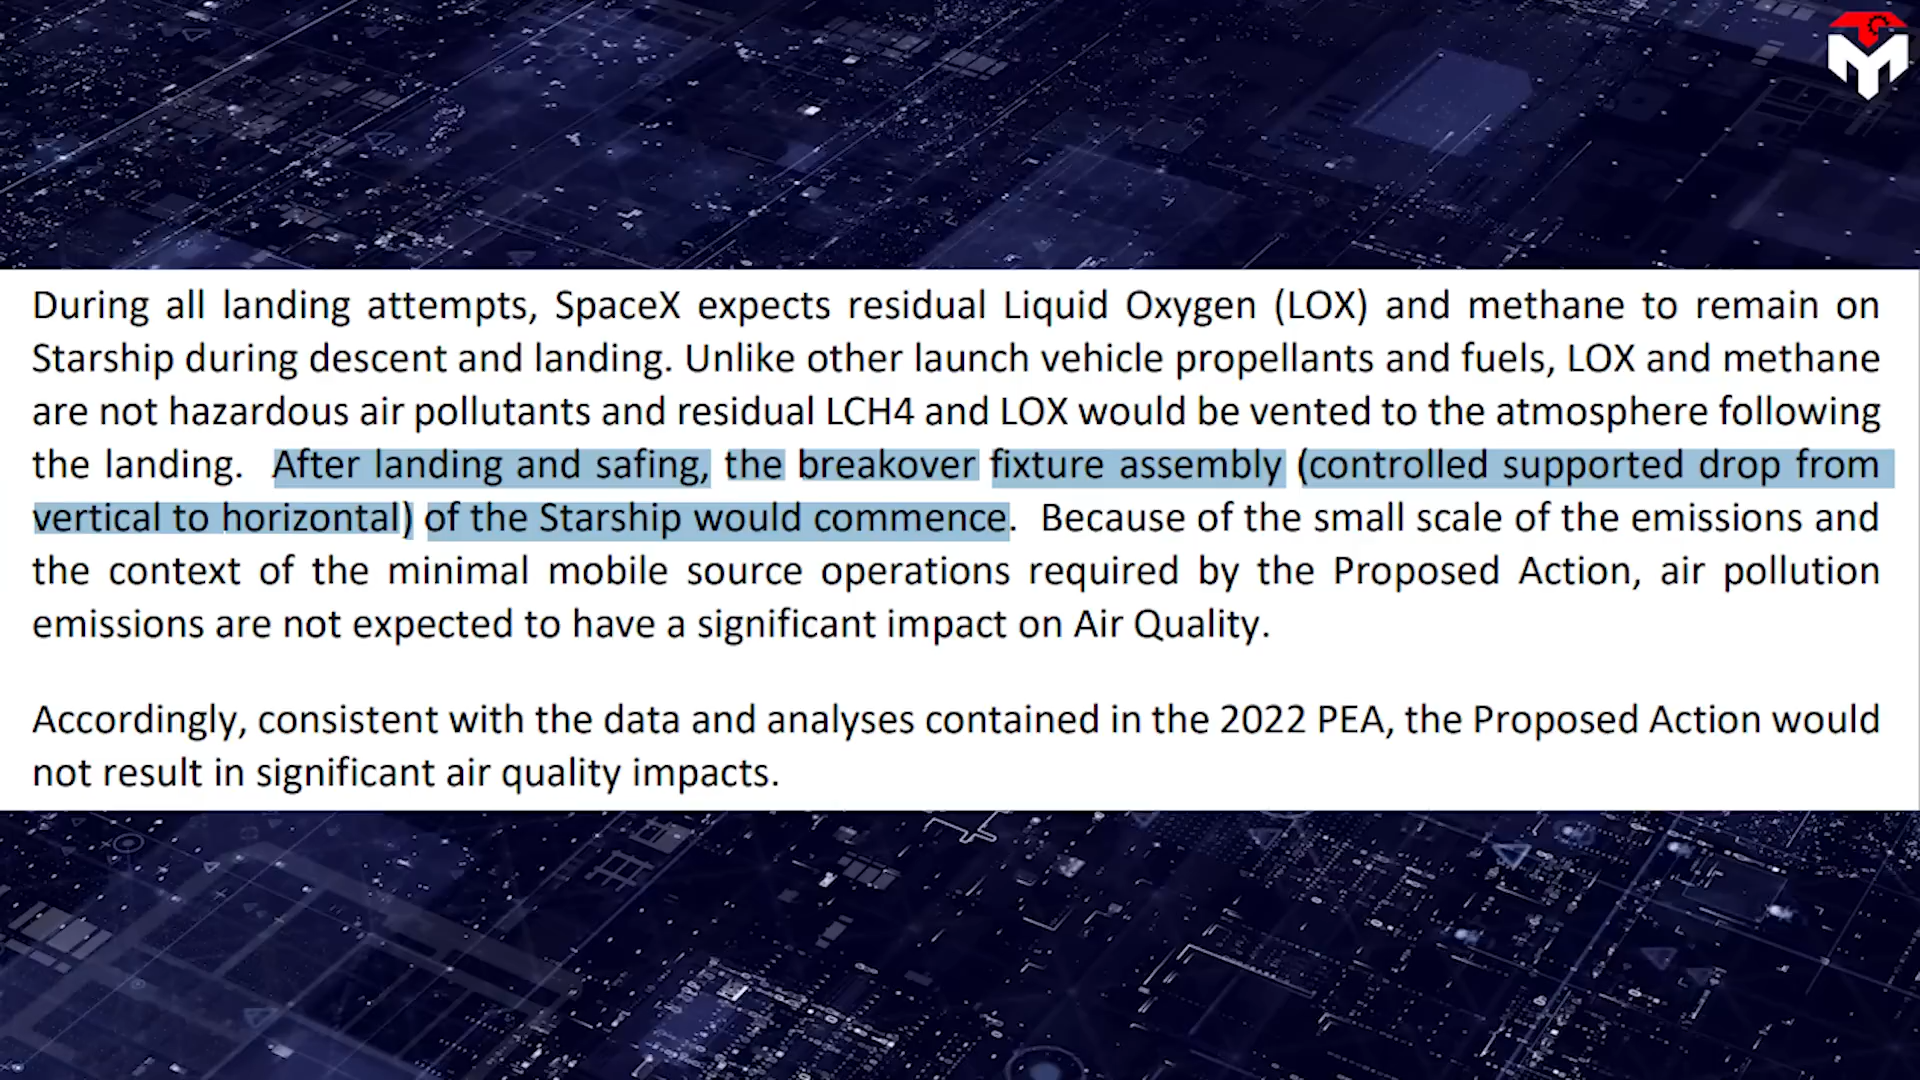 During all landing attempts, SpaceX expects residual Liquid Oxygen (LOX) and methane to remain on
Starship during descent and landing. Unlike other launch vehicle propellants and fuels, LOX and methane
are not hazardous air pollutants and residual LCH4 and LOX would be vented to the atmosphere following
the landing. After landing and safing, the breakover fixture assembly (controlled supported drop from
vertical to horizontal) of the Starship would commence. Because of the small scale of the emissions and
the context of the minimal mobile source operations required by the Proposed Action, air pollution
emissions are not expected to have a significant impact on Air Quality.
Accordingly, consistent with the data and analyses contained in the 2022 PEA, the Proposed Action would
not result in significant air quality impacts.